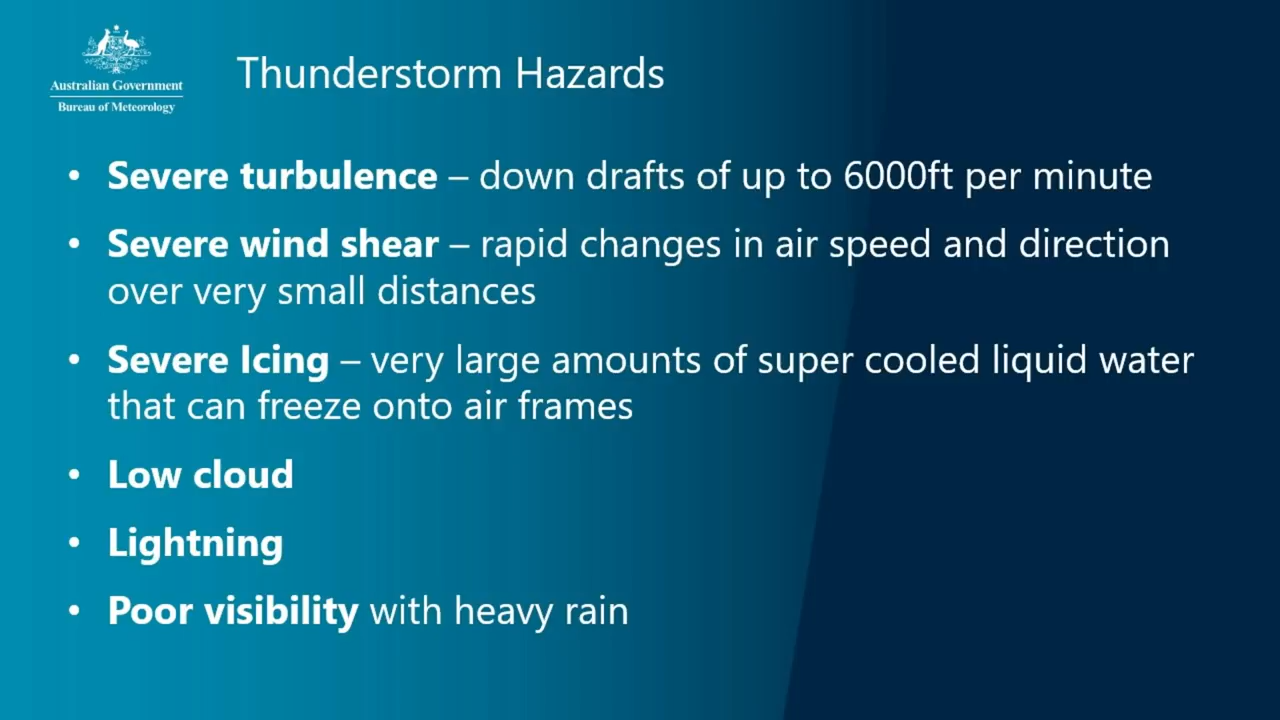 Australian Government
Bureau of Meteorology
Thunderstorm Hazards
• Severe turbulence – down drafts of up to 6000ft per minute
• Severe wind shear – rapid changes in air speed and direction
over very small distances
• Severe Icing – very large amounts of super cooled liquid water
that can freeze onto air frames
• Low cloud
• Lightning
• Poor visibility with heavy rain